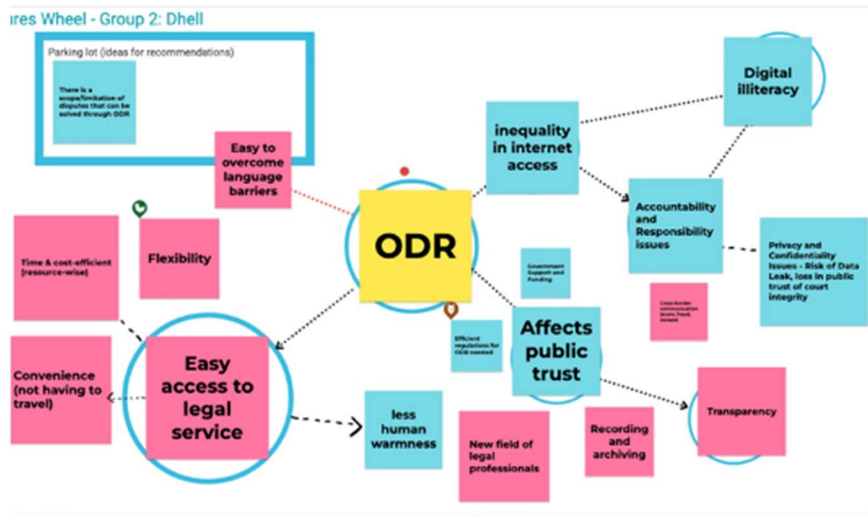 ures Wheel - Group 2: Dhell
Parking lot (ideas for recommendations)
There is a
scope/limitation of
disputes that can be
solved through ODR
Easy to
overcome
language
barriers
Time & cost-efficient
(resource-wise)
Flexibility
Convenience
(not having to
travel)
Easy
access to
legal
service
ODR
inequality
in internet
access
Digital
illiteracy
Accountability
and
Responsibility
issues
Privacy and
Confidentiality
Issues - Risk of Data
Leak, loss in public
trust of court
integrity
Government
Support and
Funding
Efficient
regulations for
ODR needed
Affects
public
trust
Cross-border
communication
less
human
warmness
New field of
legal
professionals
Recording
and
archiving
Transparency